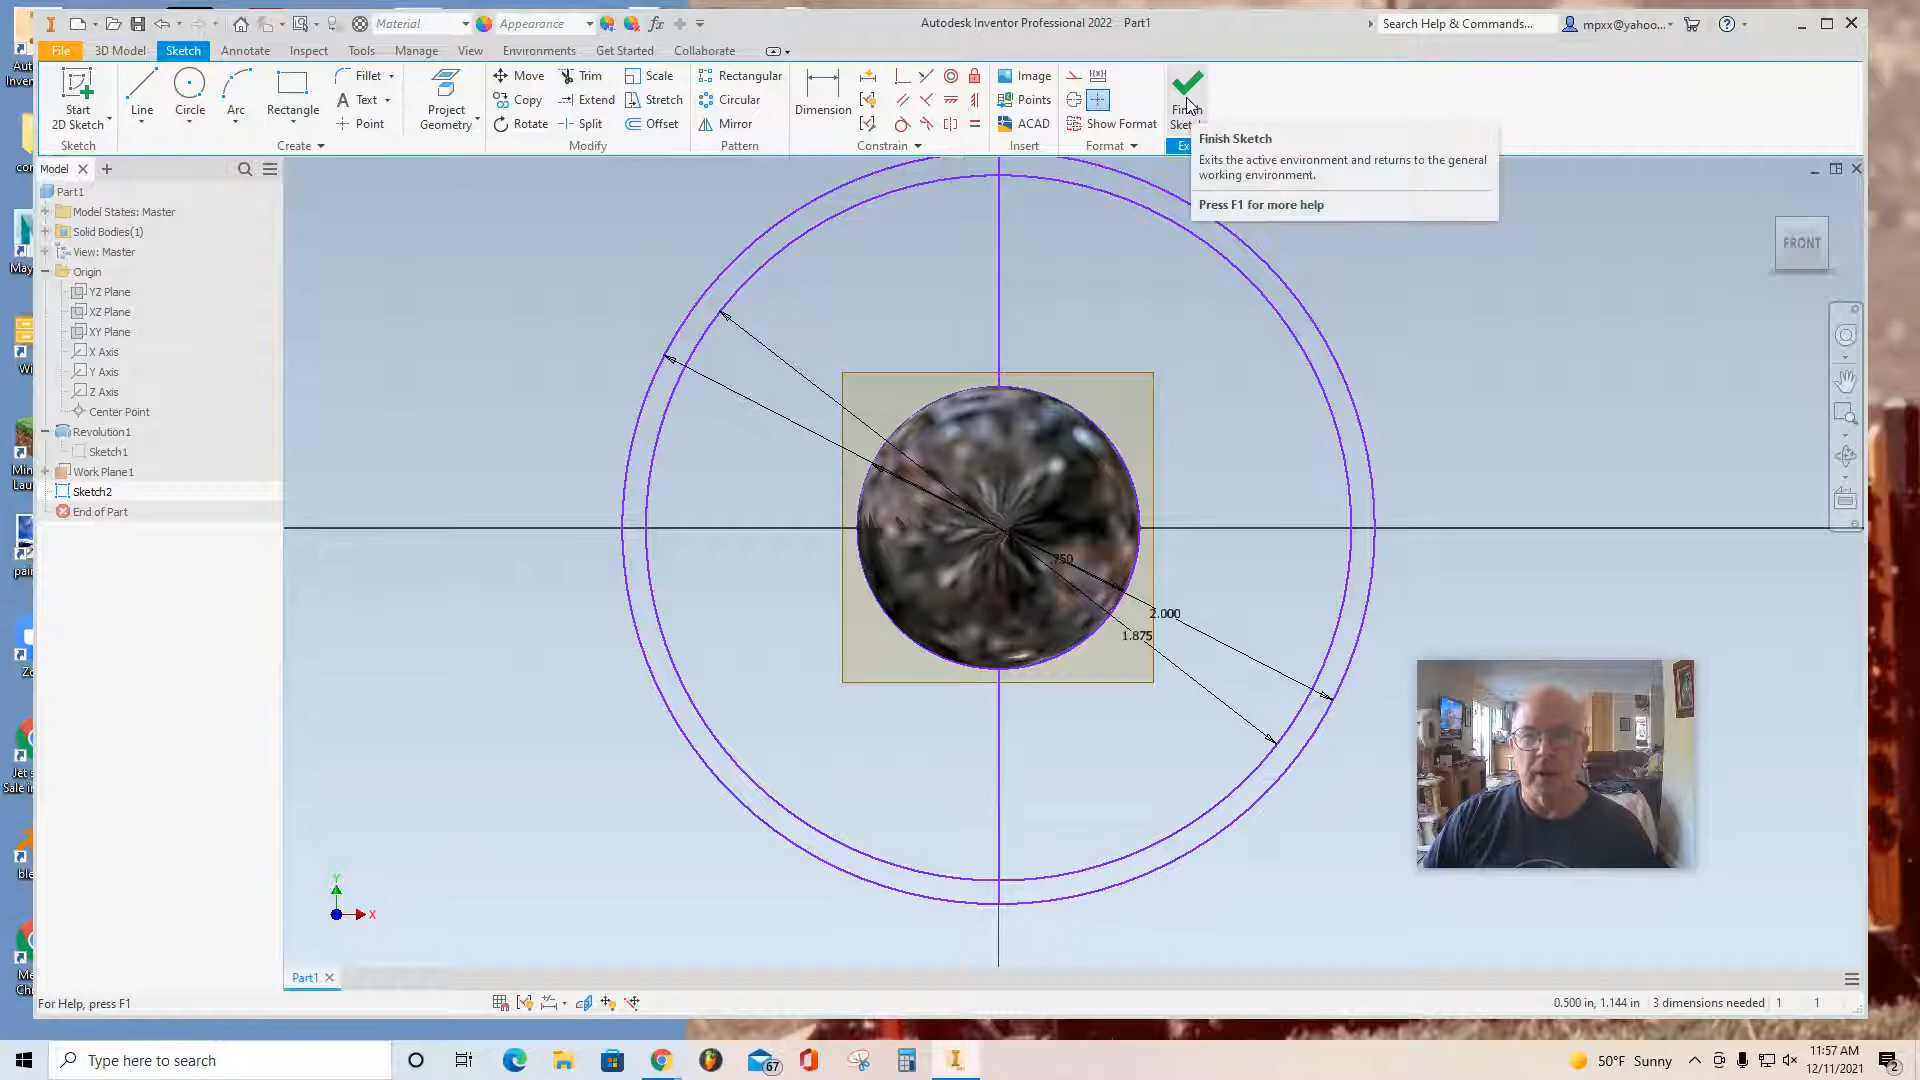 Material
Appearance
fx
Autodesk Inventor Professional 2022 Part1
Search Help & Commands...
mpxx@yahoo...
File 3D Model Sketch Annotate Inspect Tools Manage View Environments Get Started Collaborate
Start
2D Sketch
Line
Circle
Arc
Rectangle
Fillet
Text
Point
Project
Geometry
Move
Copy
Rotate
Trim
Extend
Split
Scale
Stretch
Offset
Rectangular
Circular
Mirror
Dimension
Image
Points
ACAD
Show Format
Sketch Create Modify Pattern Constrain Insert Format
Finish Sketch
Exits the active environment and returns to the general
working environment.
Press F1 for more help
Model
Part1
Model States: Master
Solid Bodies(1)
View: Master
Origin
YZ Plane
XZ Plane
XY Plane
X Axis
Y Axis
Z Axis
Center Point
Revolution1
Sketch1
Work Plane1
Sketch2
End of Part
FRONT
.750
2.000
1.875
Y
X
Part1
For Help, press F1
0.500 in, 1.144 in 3 dimensions needed 1 1
Type here to search
67
50°F Sunny
11:57 AM
12/11/2021
2